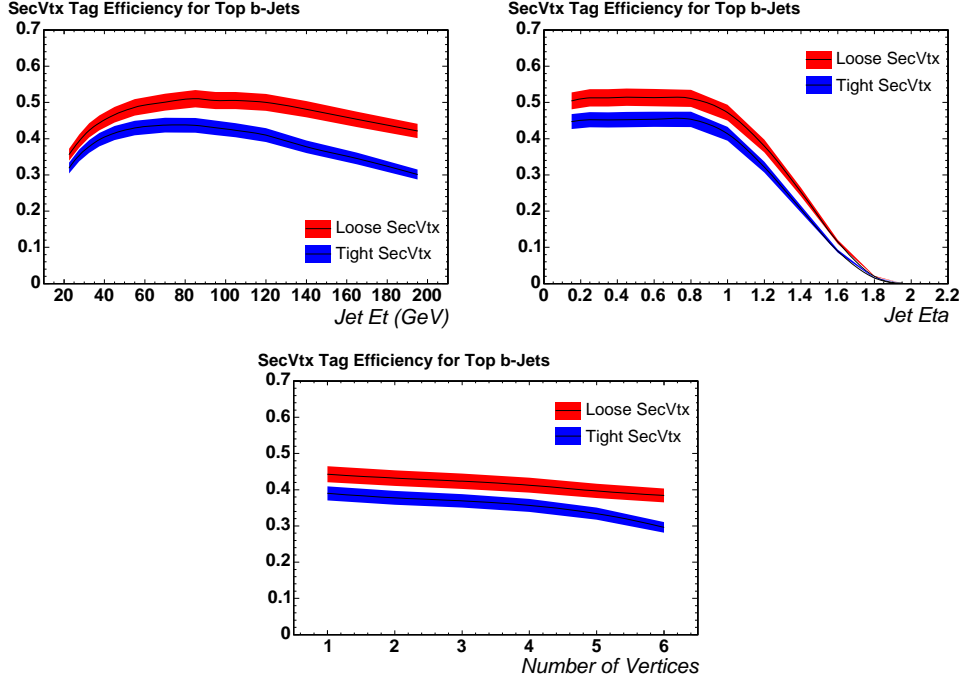 SecVtx Tag Efficiency for Top b-Jets
0.7
0.6
0.5
0.4
0.3
0.2
0.1
0
Loose SecVtx
Tight SecVtx
20 40 60 80 100 120 140 160 180 200
Jet Et (GeV)
SecVtx Tag Efficiency for Top b-Jets
0.7
0.6
0.5
0.4
0.3
0.2
0.1
0
Loose SecVtx
Tight SecVtx
0 0.2 0.4 0.6 0.8 1 1.2 1.4 1.6 1.8 2 2.2
Jet Eta
SecVtx Tag Efficiency for Top b-Jets
0.7
0.6
0.5
0.4
0.3
0.2
0.1
0
Loose SecVtx
Tight SecVtx
1 2 3 4 5 6
Number of Vertices